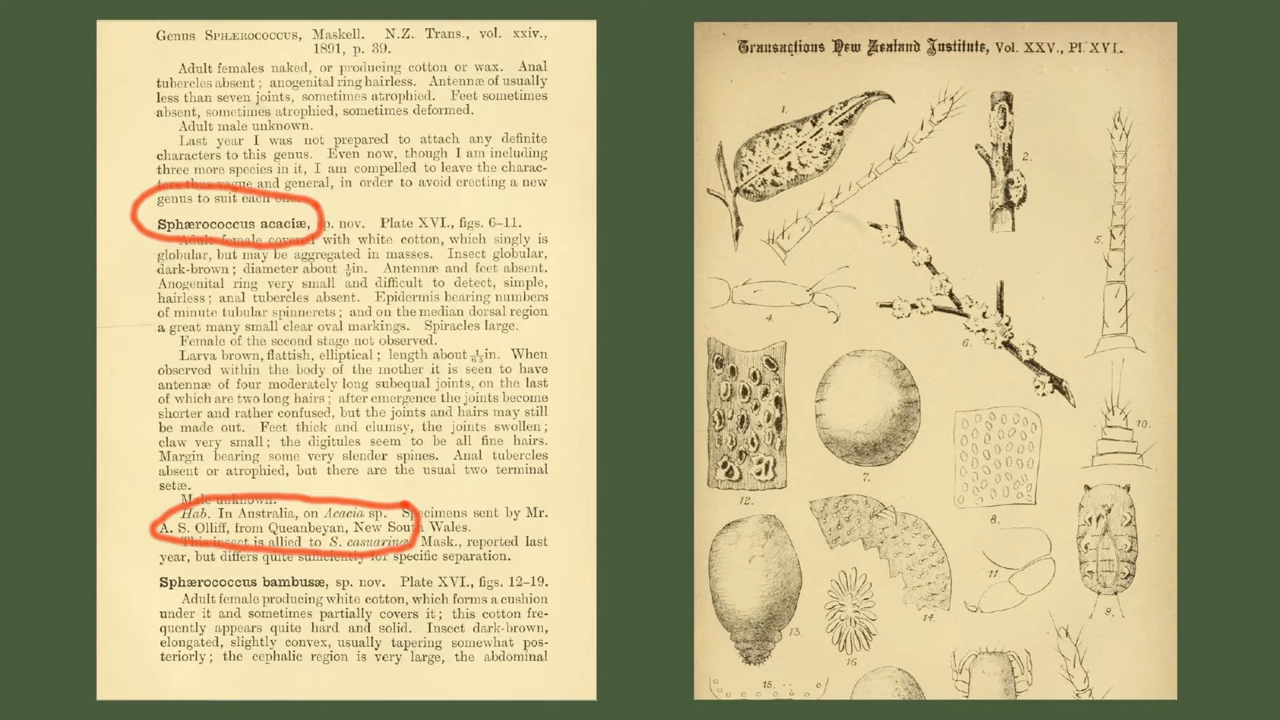 Genus SPHÆROCOCCUS, Maskell. N.Z. Trans., vol. xxiv.,
1891, p. 39.
Adult females naked, or producing cotton or wax. Anal
tubercles absent; anogenital ring hairless. Antennæ of usually
less than seven joints, sometimes atrophied. Feet sometimes
absent, sometimes atrophied, sometimes deformed.
Adult male unknown.
Last year I was not prepared to attach any definite
characters to this genus. Even now, though I am including
three more species in it, I am compelled to leave the charac-
ters thus vague and general, in order to avoid erecting a new
genus to suit each one.
Sphærococcus acaciæ, sp. nov. Plate XVI., figs. 6–11.
Adult female covered with white cotton, which singly is
globular, but may be aggregated in masses. Insect globular,
dark-brown; diameter about in. Antennæ and feet absent.
Anogenital ring very small and difficult to detect, simple,
hairless; anal tubercles absent. Epidermis bearing numbers
of minute tubular spinnerets; and on the median dorsal region
a great many small clear oval markings. Spiracles large.
Female of the second stage not observed.
Larva brown, flattish, elliptical; length about 1/65in. When
observed within the body of the mother it is seen to have
antennæ of four moderately long subequal joints, on the last
of which are two long hairs; after emergence the joints become
shorter and rather confused, but the joints and hairs may still
be made out. Feet thick and clumsy, the joints swollen;
claw very small; the digitules seem to be all fine hairs.
Margin bearing some very slender spines. Anal tubercles
absent or atrophied, but there are the usual two terminal
setæ.
Male unknown.
Hab. In Australia, on Acacia sp. Specimens sent by Mr.
A. S. Olliff, from Queanbeyan, New South Wales.
This insect is allied to S. casuarinæ, Mask., reported last
year, but differs quite sufficiently for specific separation.
Sphærococcus bambusæ, sp. nov. Plate XVI., figs. 12–19.
Adult female producing white cotton, which forms a cushion
under it and sometimes partially covers it; this cotton fre-
quently appears quite hard and solid. Insect dark-brown,
elongated, slightly convex, usually tapering somewhat pos-
teriorly; the cephalic region is very large, the abdominal
Transactions New Zealand Institute, Vol. XXV., Pl. XVI.
1.
2.
5.
4.
6.
10.
12.
7.
8.
9.
11.
13.
14.
16.
15.